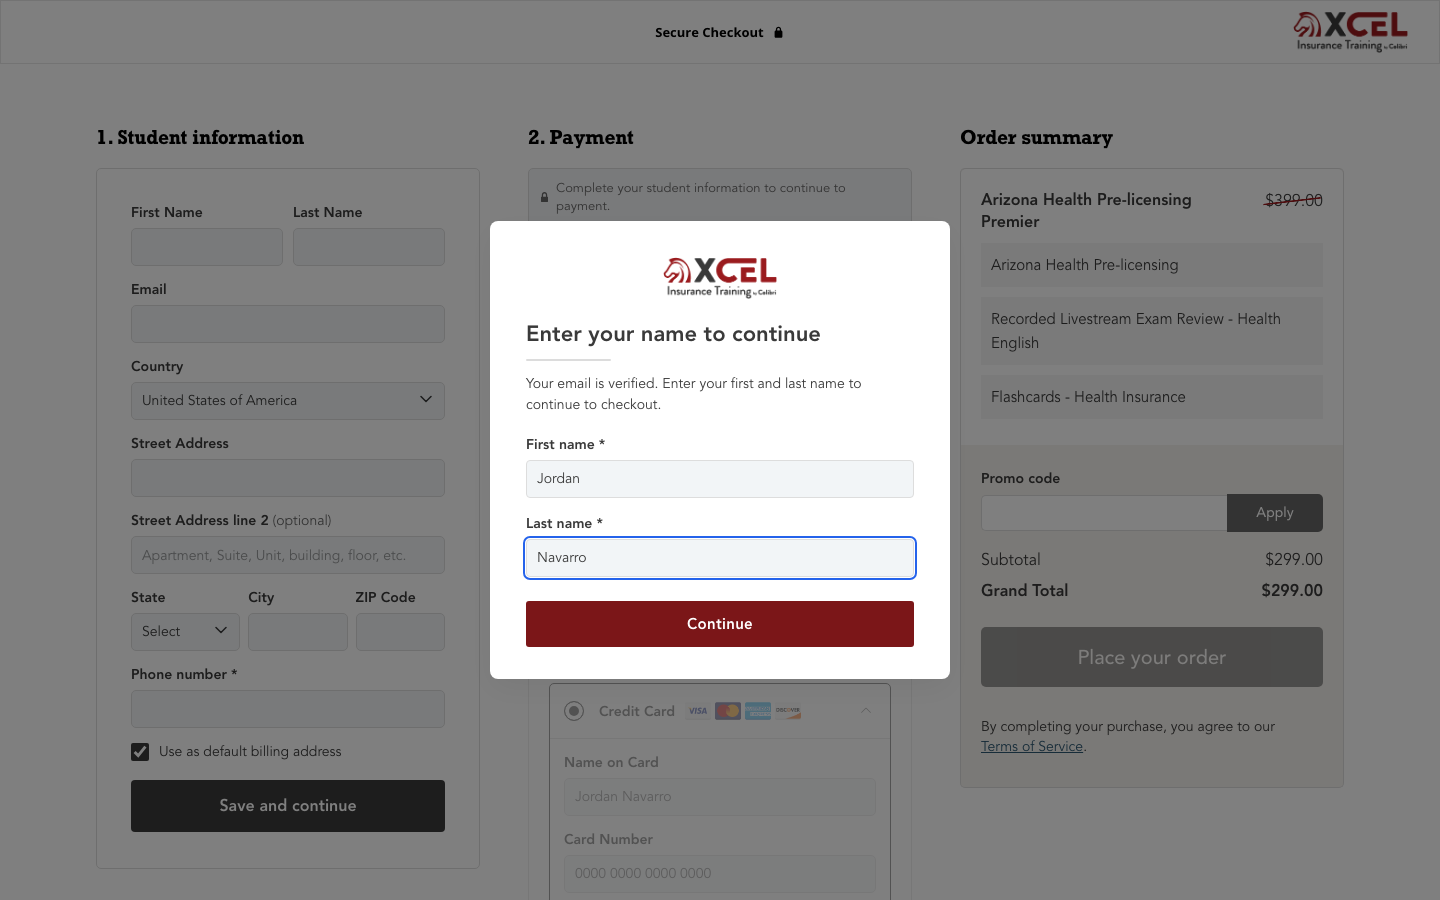 Secure Checkout
XCEL
Insurance Training by Calibri
1. Student information
First Name
Last Name
Email
Country
United States of America
Street Address
Street Address line 2 (optional)
Apartment, Suite, Unit, building, floor, etc.
State
City
ZIP Code
Select
Phone number *
Use as default billing address
Save and continue
2. Payment
Complete your student information to continue to
payment.
XCEL
Insurance Training by Calibri
Enter your name to continue
Your email is verified. Enter your first and last name to
continue to checkout.
First name *
Jordan
Last name *
Navarro
Continue
Credit Card
VISA
DISCOVER
Name on Card
Jordan Navarro
Card Number
0000 0000 0000 0000
Order summary
Arizona Health Pre-licensing
Premier
$399.00
Arizona Health Pre-licensing
Recorded Livestream Exam Review - Health
English
Flashcards - Health Insurance
Promo code
Apply
Subtotal
$299.00
Grand Total
$299.00
Place your order
By completing your purchase, you agree to our
Terms of Service.